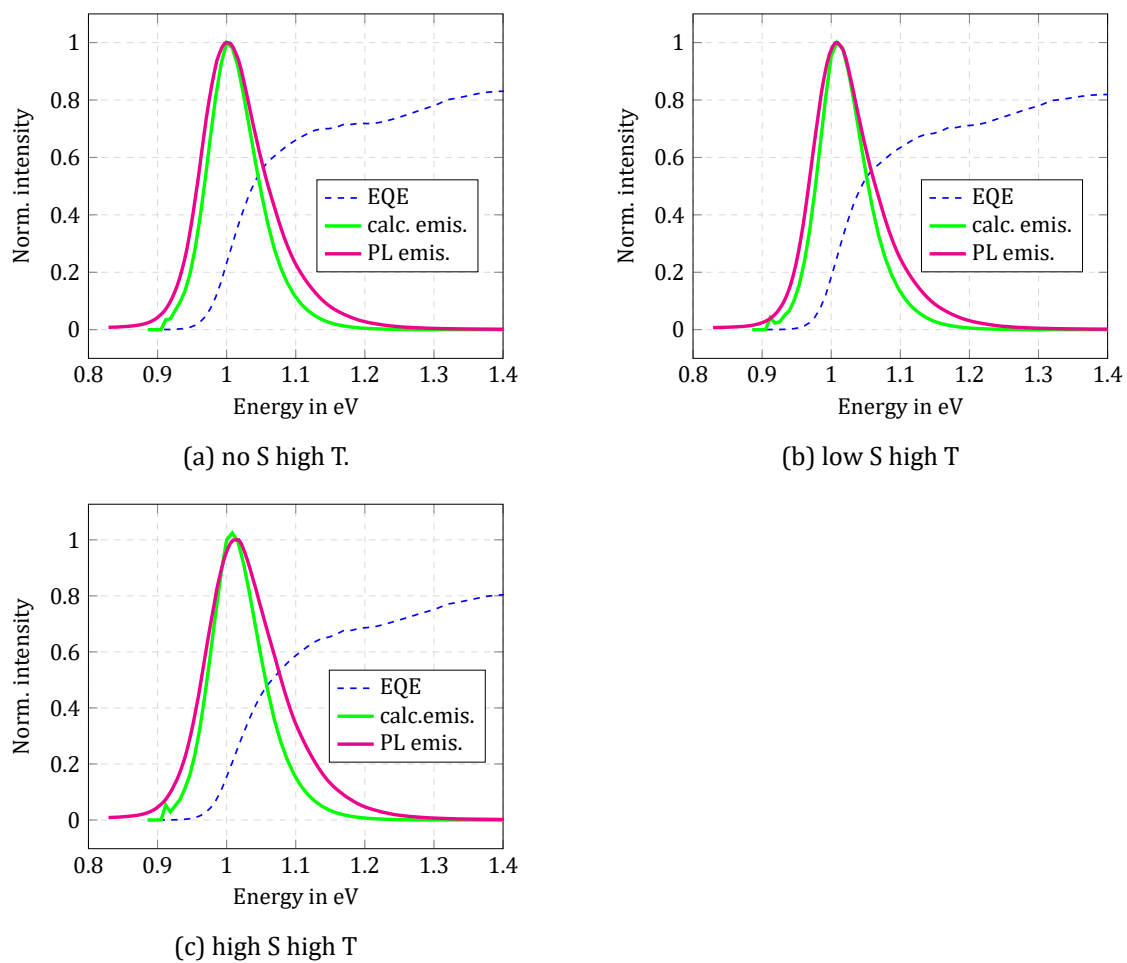 1
0.8
0.6
0.4
0.2
0
0.8 0.9 1 1.1 1.2 1.3 1.4
Norm. intensity
Energy in eV
EQE
calc. emis.
PL emis.
(a) no S high T.
1
0.8
0.6
0.4
0.2
0
0.8 0.9 1 1.1 1.2 1.3 1.4
Norm. intensity
Energy in eV
EQE
calc. emis.
PL emis.
(b) low S high T
1
0.8
0.6
0.4
0.2
0
0.8 0.9 1 1.1 1.2 1.3 1.4
Norm. intensity
Energy in eV
EQE
calc.emis.
PL emis.
(c) high S high T